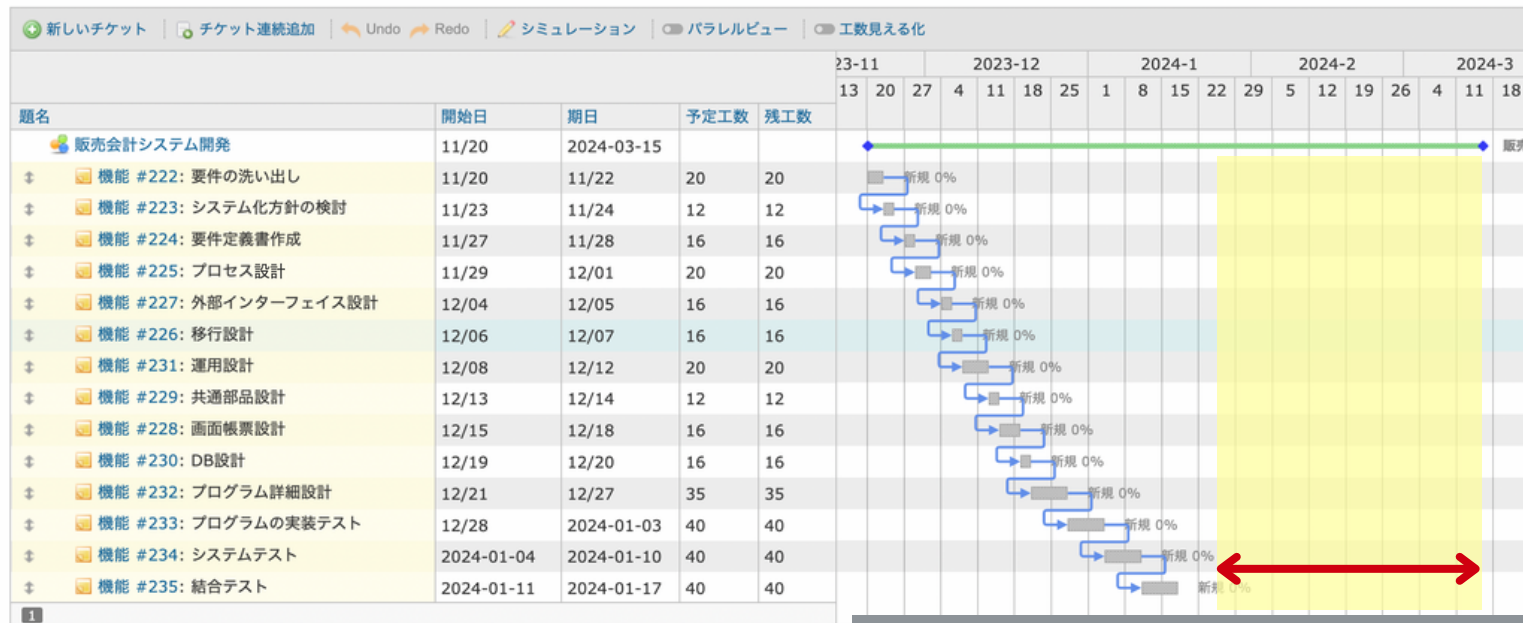 新しいチケット チケット連続追加 Undo Redo シミュレーション パラレルビュー 工数見える化
23-11 2023-12 2024-1 2024-2 2024-3
13 20 27 4 11 18 25 1 8 15 22 29 5 12 19 26 4 11 18
題名 開始日 期日 予定工数 残工数
販売会計システム開発 11/20 2024-03-15 販売
機能 #222: 要件の洗い出し 11/20 11/22 20 20 新規 0%
機能 #223: システム化方針の検討 11/23 11/24 12 12 新規 0%
機能 #224: 要件定義書作成 11/27 11/28 16 16 新規 0%
機能 #225: プロセス設計 11/29 12/01 20 20 新規 0%
機能 #227: 外部インターフェイス設計 12/04 12/05 16 16 新規 0%
機能 #226: 移行設計 12/06 12/07 16 16 新規 0%
機能 #231: 運用設計 12/08 12/12 20 20 新規 0%
機能 #229: 共通部品設計 12/13 12/14 12 12 新規 0%
機能 #228: 画面帳票設計 12/15 12/18 16 16 新規 0%
機能 #230: DB設計 12/19 12/20 16 16 新規 0%
機能 #232: プログラム詳細設計 12/21 12/27 35 35 新規 0%
機能 #233: プログラムの実装テスト 12/28 2024-01-03 40 40 新規 0%
機能 #234: システムテスト 2024-01-04 2024-01-10 40 40 新規 0%
機能 #235: 結合テスト 2024-01-11 2024-01-17 40 40 新規 0%
1